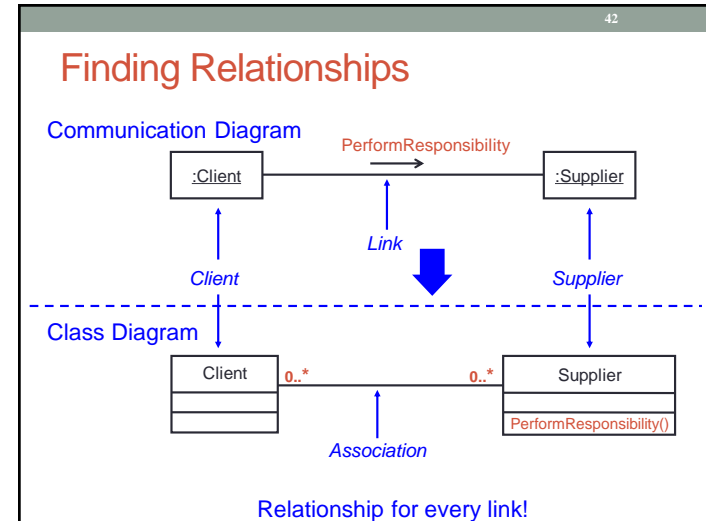 42
Finding Relationships
Communication Diagram
PerformResponsibility
:Client
:Supplier
Link
Client
Supplier
Class Diagram
Client
0..*
0..*
Supplier
PerformResponsibility()
Association
Relationship for every link!